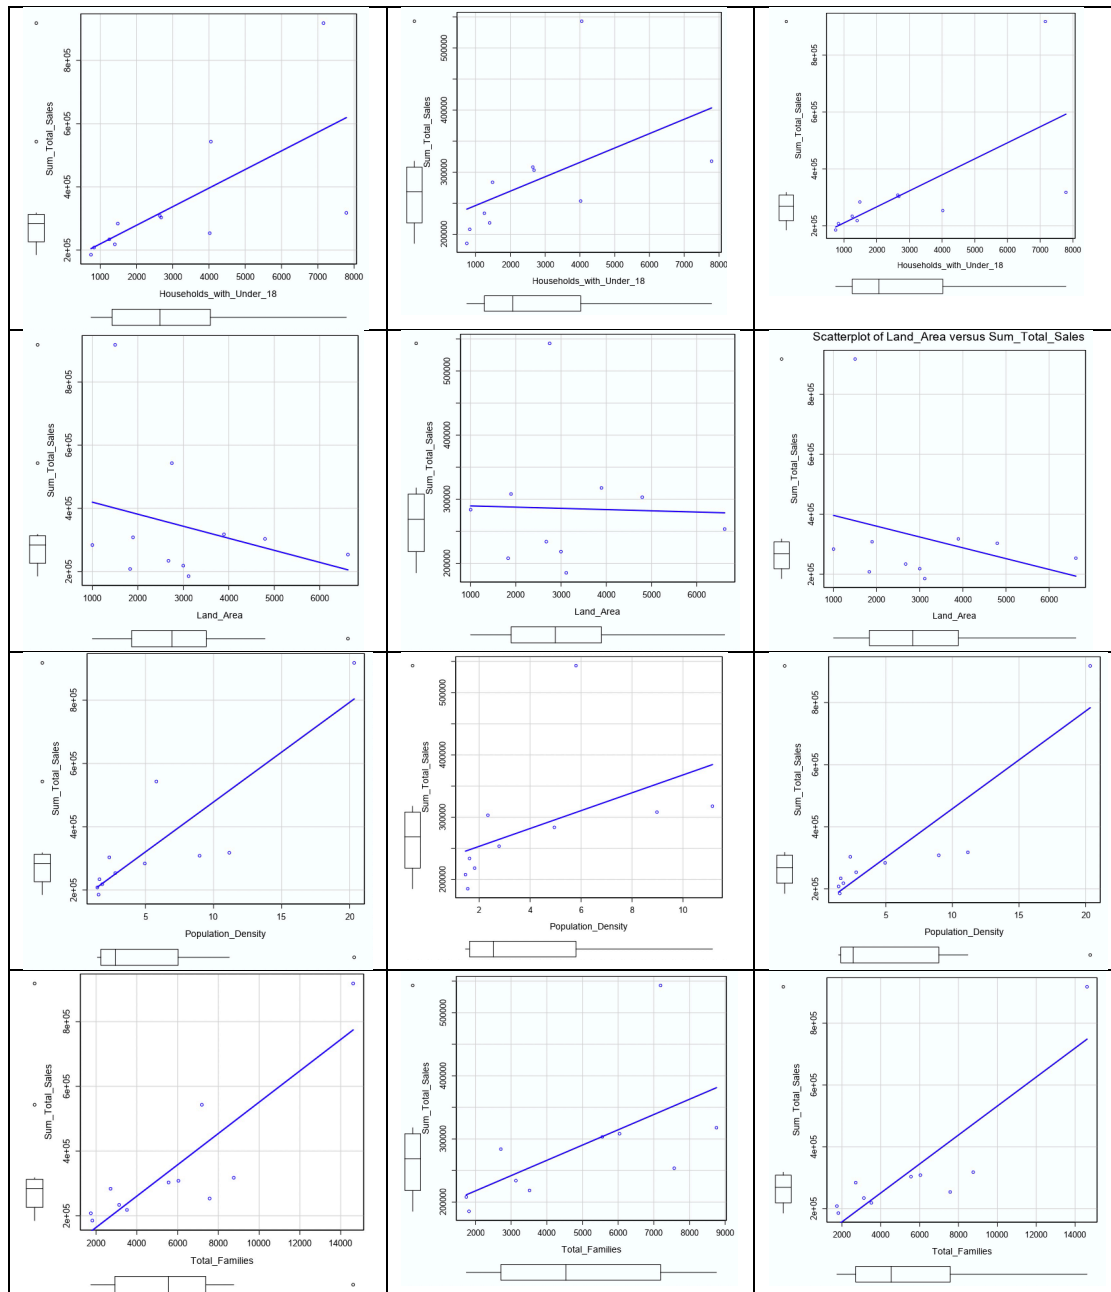 8e+05
6e+05
4e+05
2e+05
Sum_Total_Sales
0 1000 2000 3000 4000 5000 6000 7000 8000
Households_with_Under_18
500000
400000
300000
200000
Sum_Total_Sales
1000 2000 3000 4000 5000 6000 7000 8000
Households_with_Under_18
8e+05
6e+05
4e+05
2e+05
Sum_Total_Sales
1000 2000 3000 4000 5000 6000 7000 8000
Households_with_Under_18
8e+05
6e+05
4e+05
2e+05
Sum_Total_Sales
1000 2000 3000 4000 5000 6000
Land_Area
500000
400000
300000
200000
Sum_Total_Sales
1000 2000 3000 4000 5000 6000
Land_Area
Scatterplot of Land_Area versus Sum_Total_Sales
8e+05
6e+05
4e+05
2e+05
Sum_Total_Sales
1000 2000 3000 4000 5000 6000
Land_Area
8e+05
6e+05
4e+05
2e+05
Sum_Total_Sales
5 10 15 20
Population_Density
500000
400000
300000
200000
Sum_Total_Sales
2 4 6 8 10
Population_Density
8e+05
6e+05
4e+05
2e+05
Sum_Total_Sales
5 10 15 20
Population_Density
8e+05
6e+05
4e+05
2e+05
Sum_Total_Sales
2000 4000 6000 8000 10000 12000 14000
Total_Families
500000
400000
300000
200000
Sum_Total_Sales
2000 3000 4000 5000 6000 7000 8000 9000
Total_Families
8e+05
6e+05
4e+05
2e+05
Sum_Total_Sales
2000 4000 6000 8000 10000 12000 14000
Total_Families